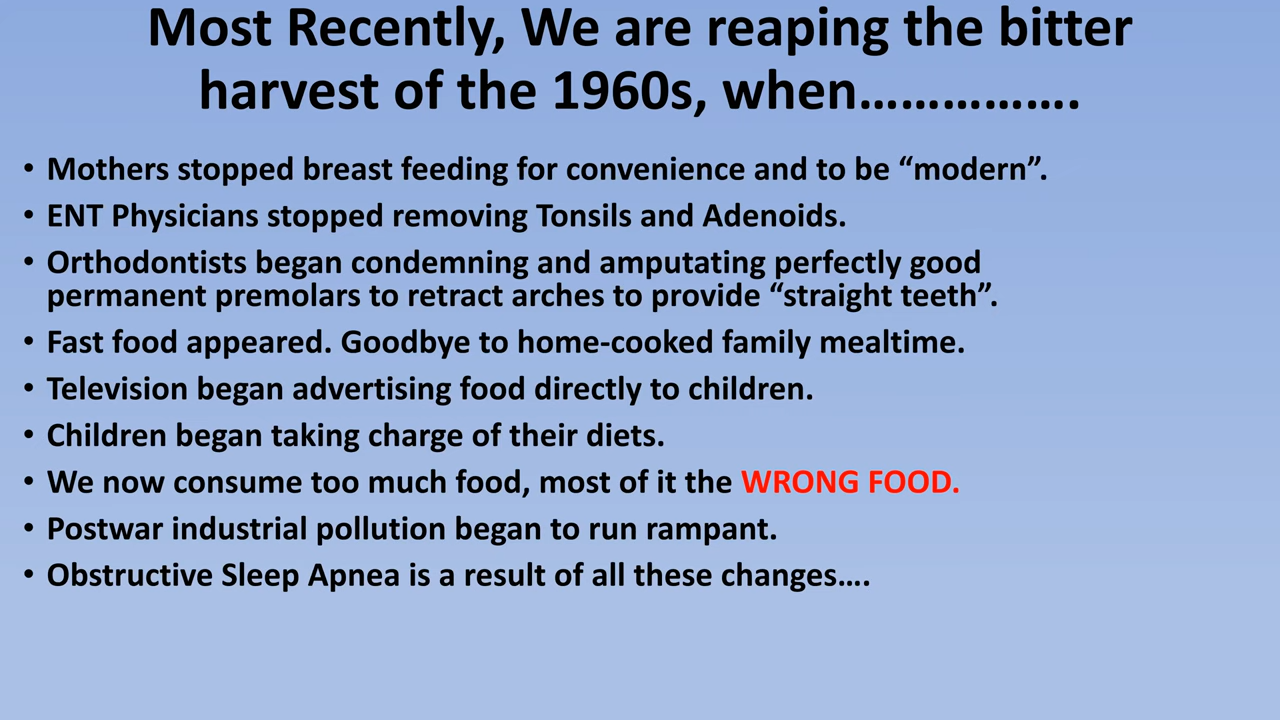 Most Recently, We are reaping the bitter
harvest of the 1960s, when…………….
• Mothers stopped breast feeding for convenience and to be “modern”.
• ENT Physicians stopped removing Tonsils and Adenoids.
• Orthodontists began condemning and amputating perfectly good
permanent premolars to retract arches to provide “straight teeth”.
• Fast food appeared. Goodbye to home-cooked family mealtime.
• Television began advertising food directly to children.
• Children began taking charge of their diets.
• We now consume too much food, most of it the WRONG FOOD.
• Postwar industrial pollution began to run rampant.
• Obstructive Sleep Apnea is a result of all these changes….